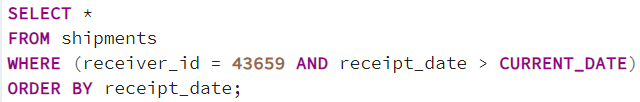 SELECT *
FROM shipments
WHERE (receiver_id = 43659 AND receipt_date > CURRENT_DATE)
ORDER BY receipt_date;